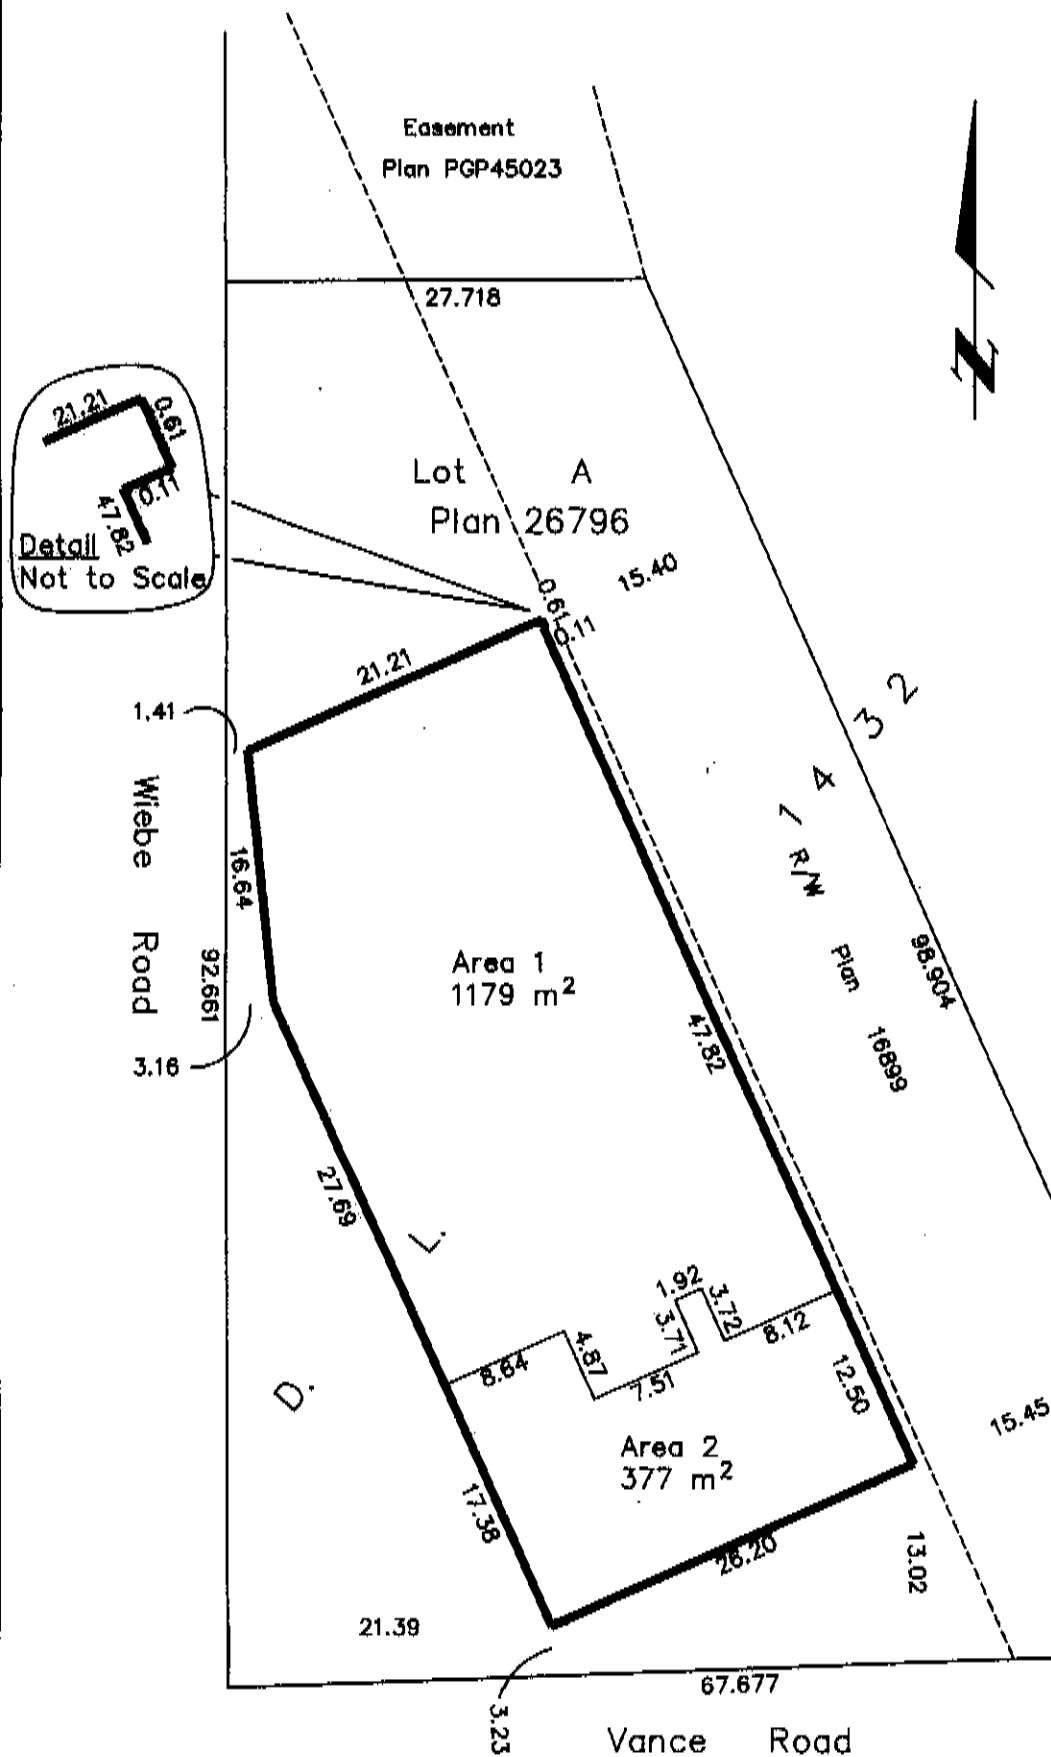 Easement
Plan PGP45023
27.718
N
21.21
0.61
0.11
47.82
Detail
Not to Scale
Lot A
Plan 26796
15.40
0.61
0.11
21.21
1.41
Wiebe Road
16.64
92.661
3.16
Area 1
1179 m²
47.82
32
14
R/W Plan 16899
98.904
27.69
D. L.
1.92
3.72
3.71
8.12
4.87
8.64
7.51
12.50
Area 2
377 m²
15.45
17.38
26.20
13.02
21.39
3.23
67.677
Vance Road